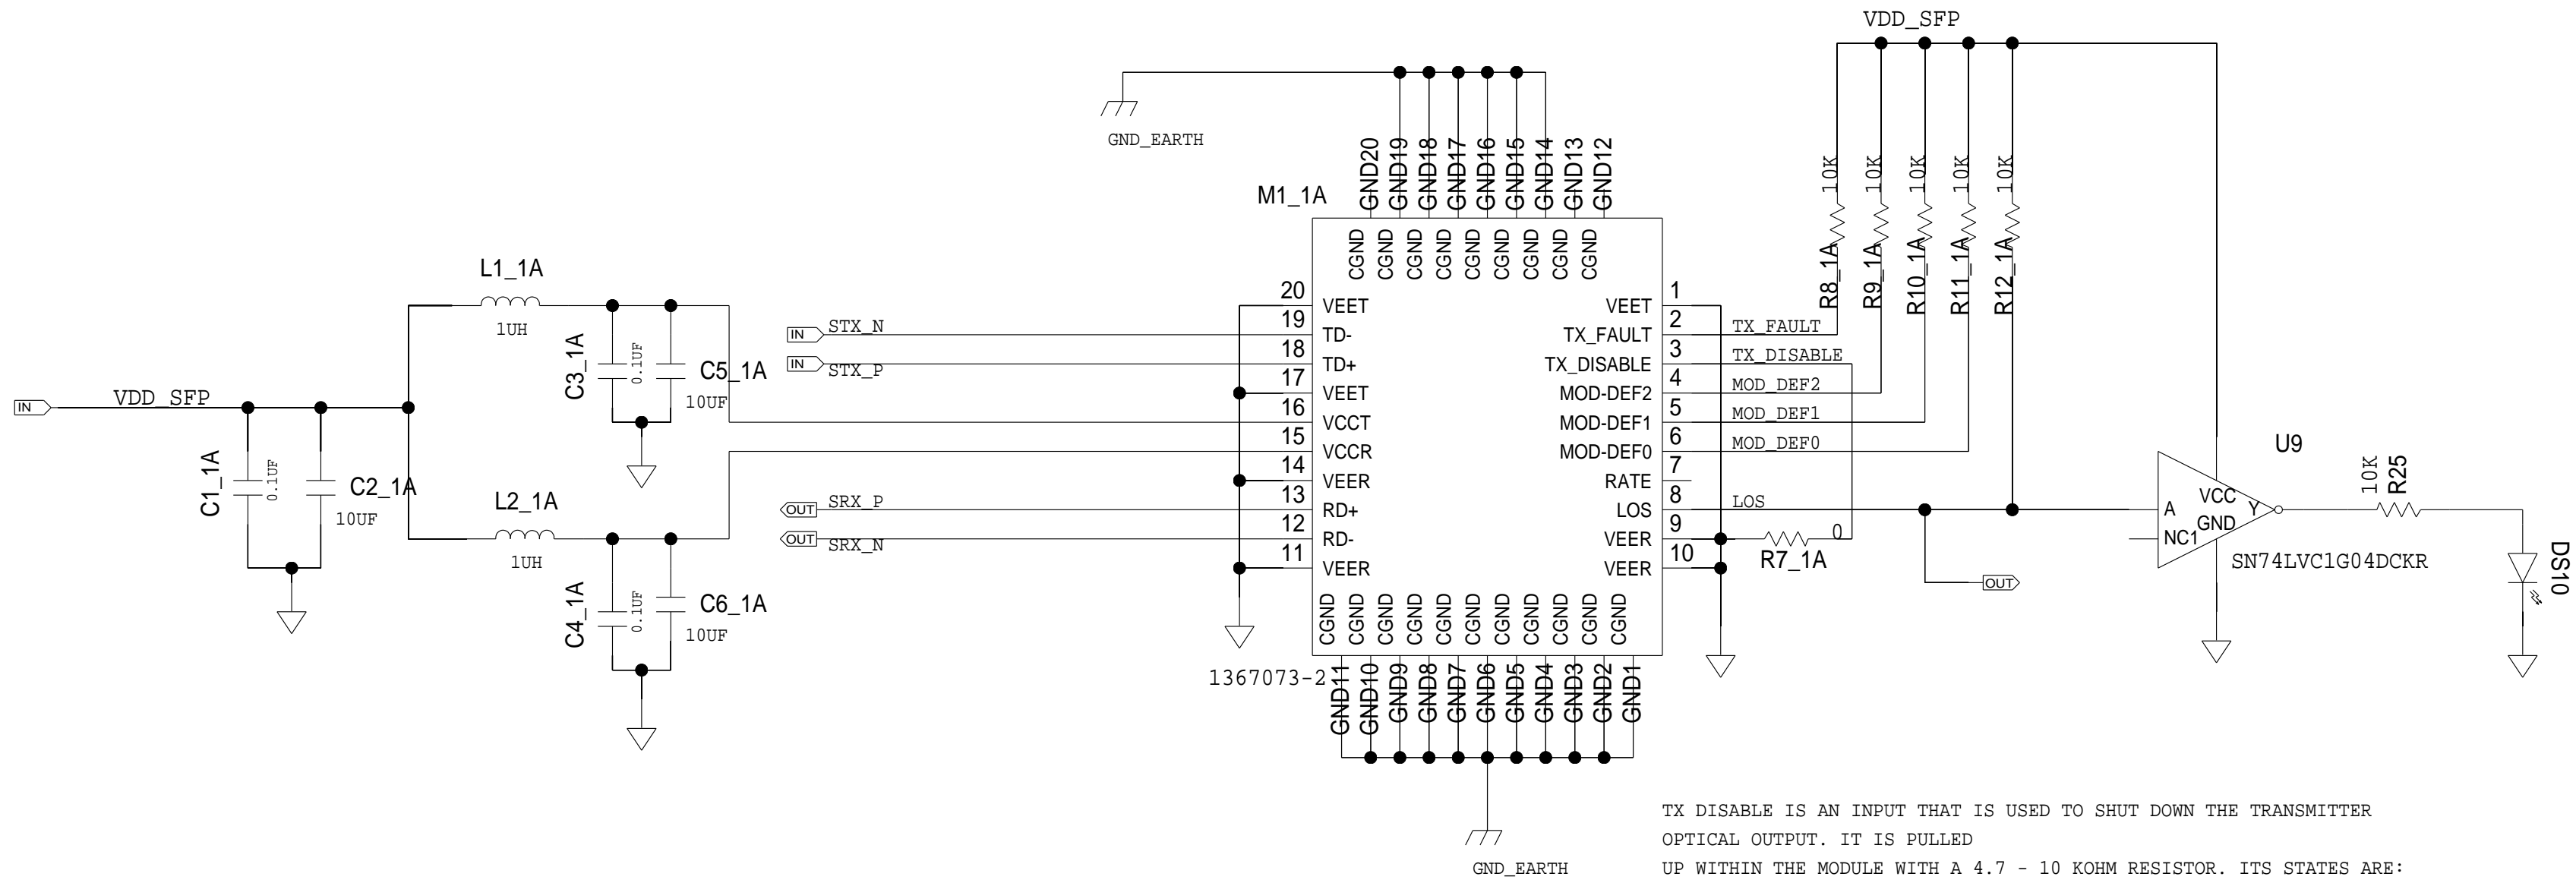 VDD_SFP
GND_EARTH
GND20
GND19
GND18
GND17
GND16
GND15
GND14
GND13
GND12
M1_1A
CGND
CGND
CGND
CGND
CGND
CGND
CGND
CGND
CGND
10K
10K
10K
10K
10K
R8_1A
R9_1A
R10_1A
R11_1A
R12_1A
L1_1A
1UH
C3_1A
0.1UF
C5_1A
10UF
IN
VDD_SFP
C1_1A
0.1UF
C2_1A
10UF
L2_1A
1UH
C4_1A
0.1UF
C6_1A
10UF
IN STX_N
IN STX_P
OUT SRX_P
OUT SRX_N
20 VEET
19 TD-
18 TD+
17 VEET
16 VCCT
15 VCCR
14 VEER
13 RD+
12 RD-
11 VEER
VEET 1
TX_FAULT 2 TX_FAULT
TX_DISABLE 3 TX_DISABLE
MOD-DEF2 4 MOD_DEF2
MOD-DEF1 5 MOD_DEF1
MOD-DEF0 6 MOD_DEF0
RATE 7
LOS 8 LOS
VEER 9
VEER 10
0
R7_1A
OUT
U9
VCC
A
Y
GND
NC1
SN74LVC1G04DCKR
10K
R25
DS10
CGND
CGND
CGND
CGND
CGND
CGND
CGND
CGND
CGND
CGND
CGND
1367073-2
GND11
GND10
GND9
GND8
GND7
GND6
GND5
GND4
GND3
GND2
GND1
GND_EARTH
TX DISABLE IS AN INPUT THAT IS USED TO SHUT DOWN THE TRANSMITTER
OPTICAL OUTPUT. IT IS PULLED
UP WITHIN THE MODULE WITH A 4.7 - 10 KOHM RESISTOR. ITS STATES ARE: